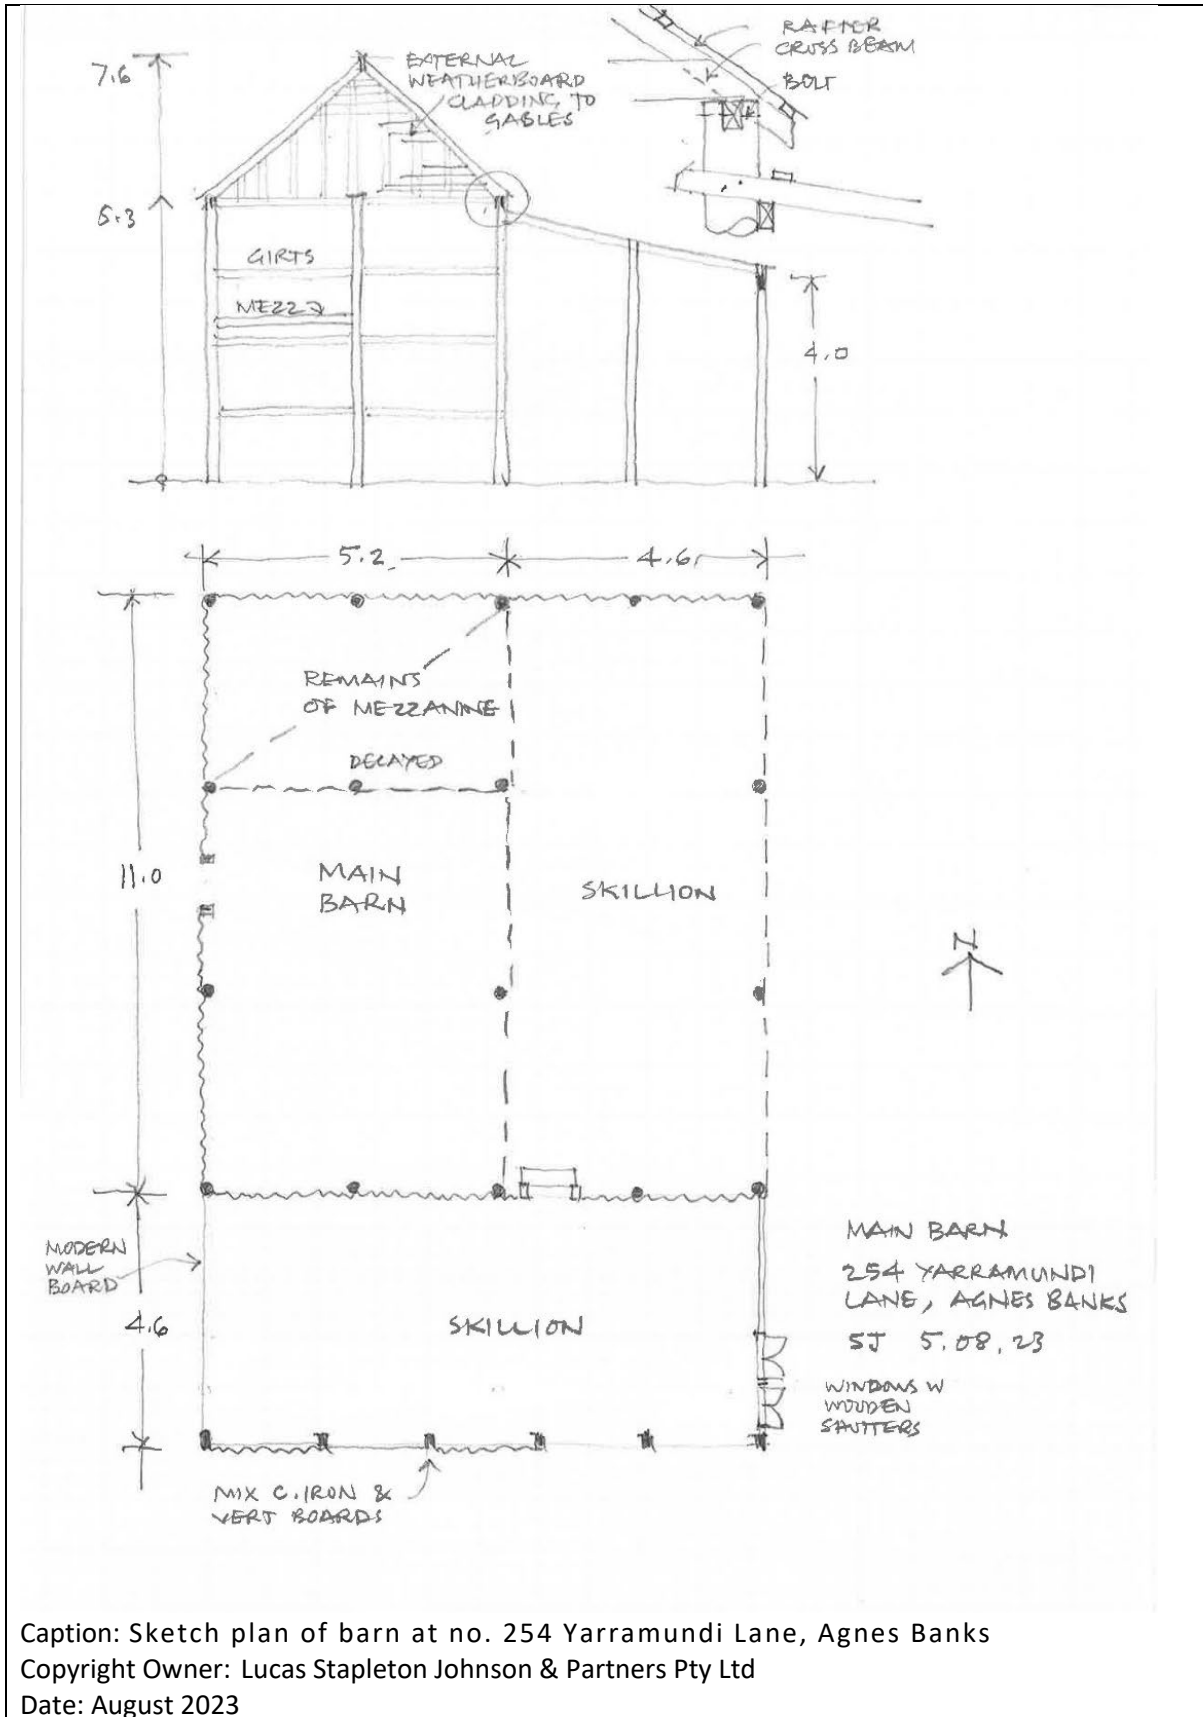 7.6
EXTERNAL
WEATHERBOARD
CLADDING TO
GABLES
RAFTER
CROSS BEAM
BOLT
5.3
GIRTS
MEZZ
4.0
5.2
4.6
REMAINS
OF MEZZANINE
DECAYED
11.0
MAIN
BARN
SKILLION
N
MODERN
WALL
BOARD
4.6
SKILLION
MAIN BARN
254 YARRAMUNDI
LANE, AGNES BANKS
SJ 5.08.23
WINDOWS W
WOODEN
SHUTTERS
MIX C. IRON &
VERT BOARDS
Caption: Sketch plan of barn at no. 254 Yarramundi Lane, Agnes Banks
Copyright Owner: Lucas Stapleton Johnson & Partners Pty Ltd
Date: August 2023